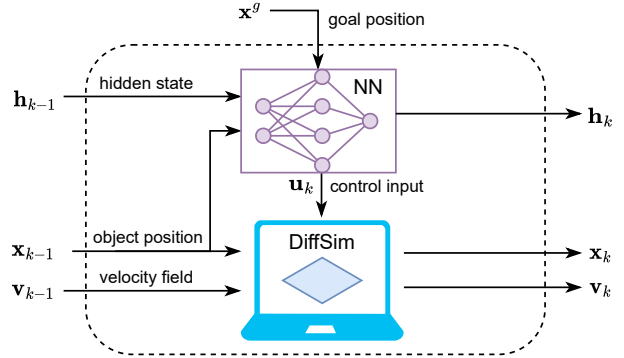 𝐱^g
goal position
hidden state
NN
𝐡_{k−1}
𝐡_k
𝐮_k
control input
object position
DiffSim
𝐱_{k−1}
𝐱_k
velocity field
𝐯_{k−1}
𝐯_k